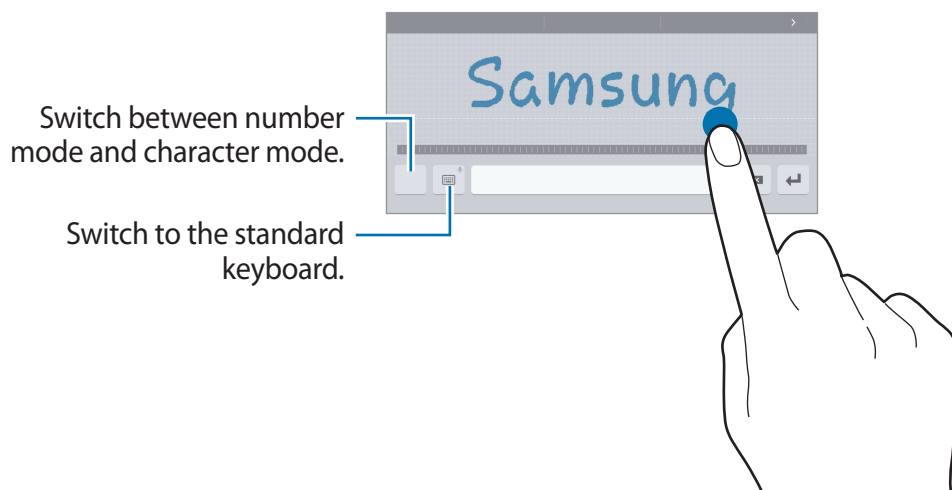 Samsung
Switch between number
mode and character mode.
Switch to the standard
keyboard.